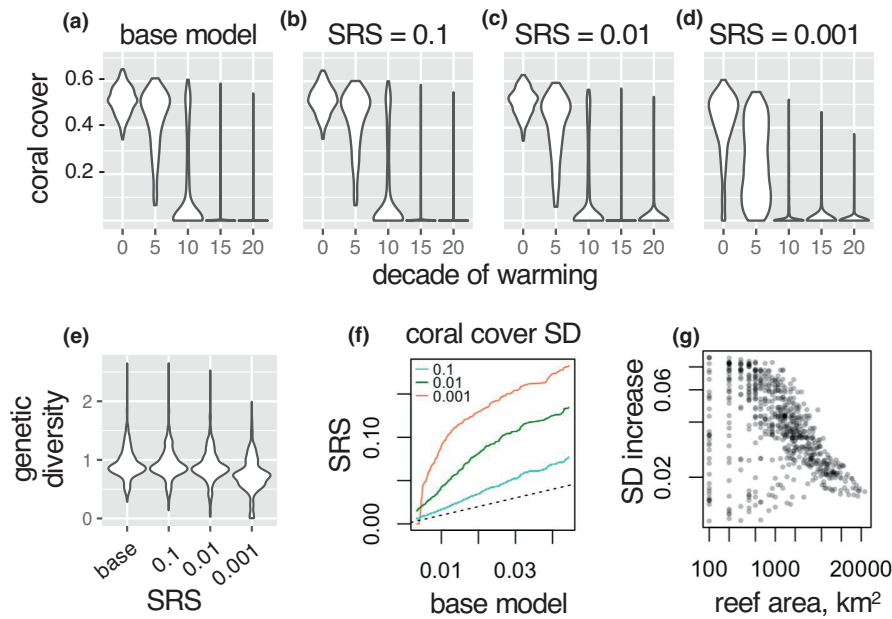 (a) base model
(b) SRS = 0.1
(c) SRS = 0.01
(d) SRS = 0.001
coral cover
0.6
0.4
0.2
0 5 10 15 20
0 5 10 15 20
0 5 10 15 20
0 5 10 15 20
decade of warming
(e)
genetic
diversity
2
1
0
base 0.1 0.01 0.001
SRS
(f) coral cover SD
0.1
0.01
0.001
SRS
0.10
0.00
0.01 0.03
base model
(g)
SD increase
0.06
0.02
100 1000 20000
reef area, km²